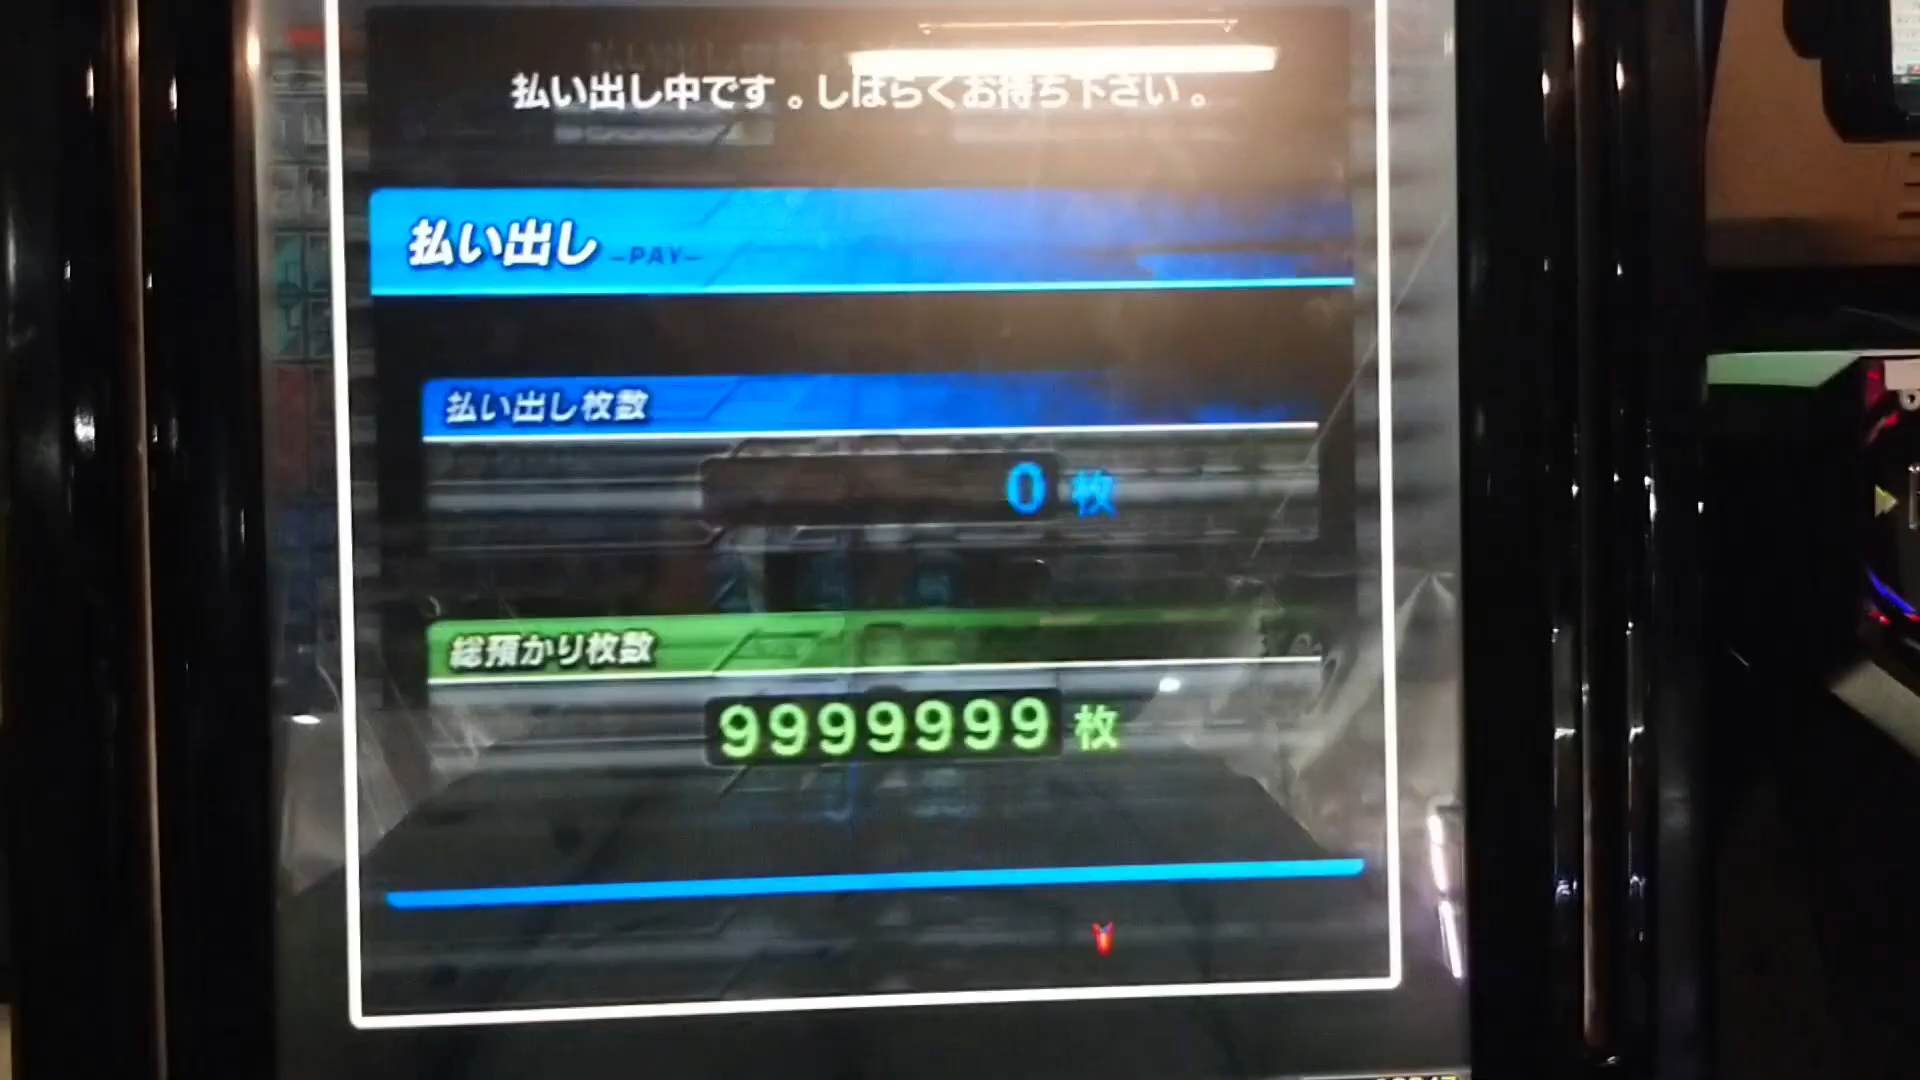 払い出し中です。しばらくお待ち下さい。
払い出し -PAY-
払い出し枚数
0 枚
総預かり枚数
9999999 枚